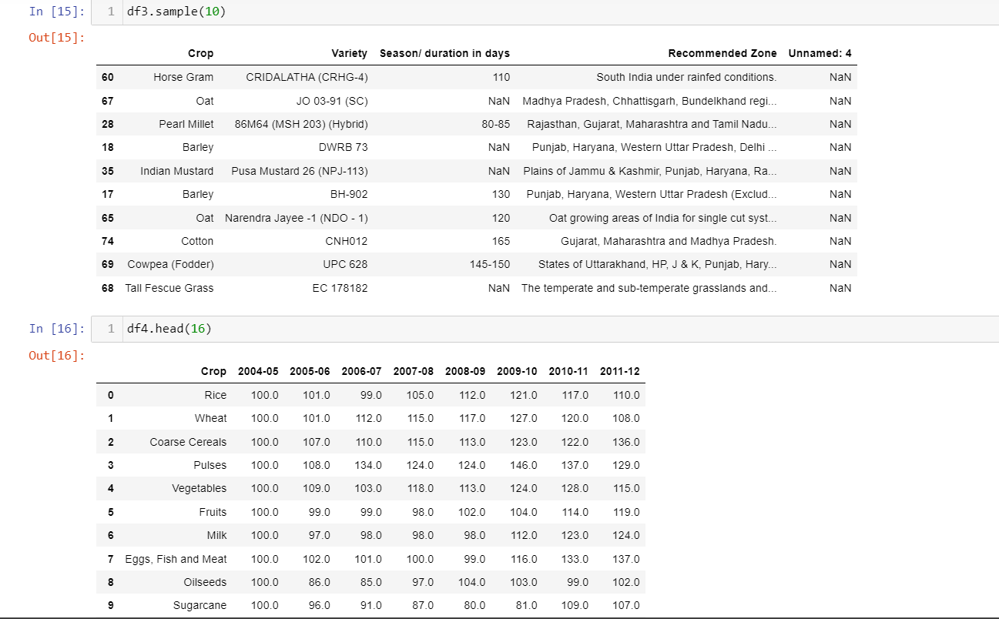 In [15]: 1 df3.sample(10)
Out[15]:
Crop Variety Season/ duration in days Recommended Zone Unnamed: 4
60 Horse Gram CRIDALATHA (CRHG-4) 110 South India under rainfed conditions. NaN
67 Oat JO 03-91 (SC) NaN Madhya Pradesh, Chhattisgarh, Bundelkhand regi... NaN
28 Pearl Millet 86M64 (MSH 203) (Hybrid) 80-85 Rajasthan, Gujarat, Maharashtra and Tamil Nadu... NaN
18 Barley DWRB 73 NaN Punjab, Haryana, Western Uttar Pradesh, Delhi ... NaN
35 Indian Mustard Pusa Mustard 26 (NPJ-113) NaN Plains of Jammu & Kashmir, Punjab, Haryana, Ra... NaN
17 Barley BH-902 130 Punjab, Haryana, Western Uttar Pradesh (Exclud... NaN
65 Oat Narendra Jayee -1 (NDO - 1) 120 Oat growing areas of India for single cut syst... NaN
74 Cotton CNH012 165 Gujarat, Maharashtra and Madhya Pradesh. NaN
69 Cowpea (Fodder) UPC 628 145-150 States of Uttarakhand, HP, J & K, Punjab, Hary... NaN
68 Tall Fescue Grass EC 178182 NaN The temperate and sub-temperate grasslands and... NaN
In [16]: 1 df4.head(16)
Out[16]:
Crop 2004-05 2005-06 2006-07 2007-08 2008-09 2009-10 2010-11 2011-12
0 Rice 100.0 101.0 99.0 105.0 112.0 121.0 117.0 110.0
1 Wheat 100.0 101.0 112.0 115.0 117.0 127.0 120.0 108.0
2 Coarse Cereals 100.0 107.0 110.0 115.0 113.0 123.0 122.0 136.0
3 Pulses 100.0 108.0 134.0 124.0 124.0 146.0 137.0 129.0
4 Vegetables 100.0 109.0 103.0 118.0 113.0 124.0 128.0 115.0
5 Fruits 100.0 99.0 99.0 98.0 102.0 104.0 114.0 119.0
6 Milk 100.0 97.0 98.0 98.0 98.0 112.0 123.0 124.0
7 Eggs, Fish and Meat 100.0 102.0 101.0 100.0 99.0 116.0 133.0 137.0
8 Oilseeds 100.0 86.0 85.0 97.0 104.0 103.0 99.0 102.0
9 Sugarcane 100.0 96.0 91.0 87.0 80.0 81.0 109.0 107.0